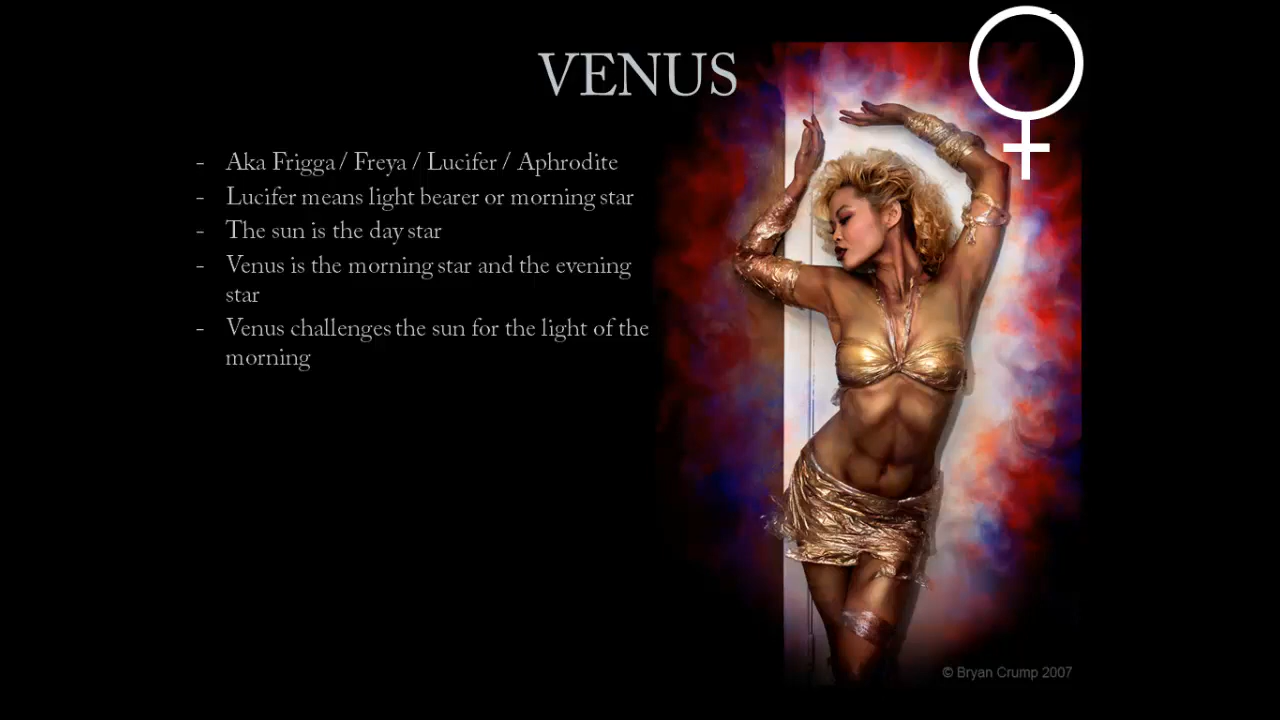 VENUS
- Aka Frigga / Freya / Lucifer / Aphrodite
- Lucifer means light bearer or morning star
- The sun is the day star
- Venus is the morning star and the evening
star
- Venus challenges the sun for the light of the
morning
© Bryan Crump 2007